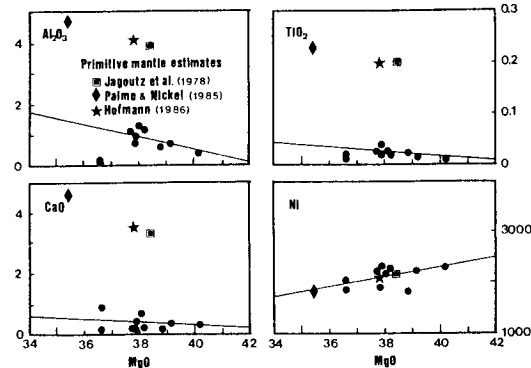 Al2O3
4
2
0
Primitive mantle estimates
Jagoutz et al. (1978)
Palme & Nickel (1985)
Hofmann (1986)
TIO2
0.3
0.2
0.1
0
CaO
4
2
0
34 36 38 40 42
MgO
NI
3000
1000
34 36 38 40 42
MgO